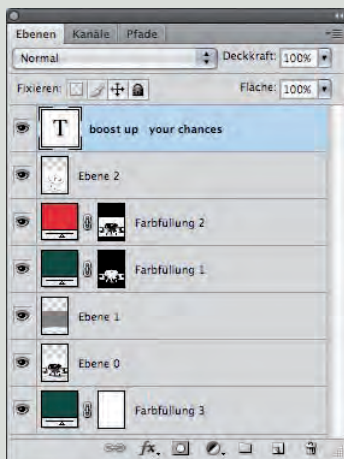 Ebenen Kanäle Pfade
Normal Deckkraft: 100%
Fixieren: Fläche: 100%
T boost up your chances
Ebene 2
Farbfüllung 2
Farbfüllung 1
Ebene 1
Ebene 0
Farbfüllung 3
fx.